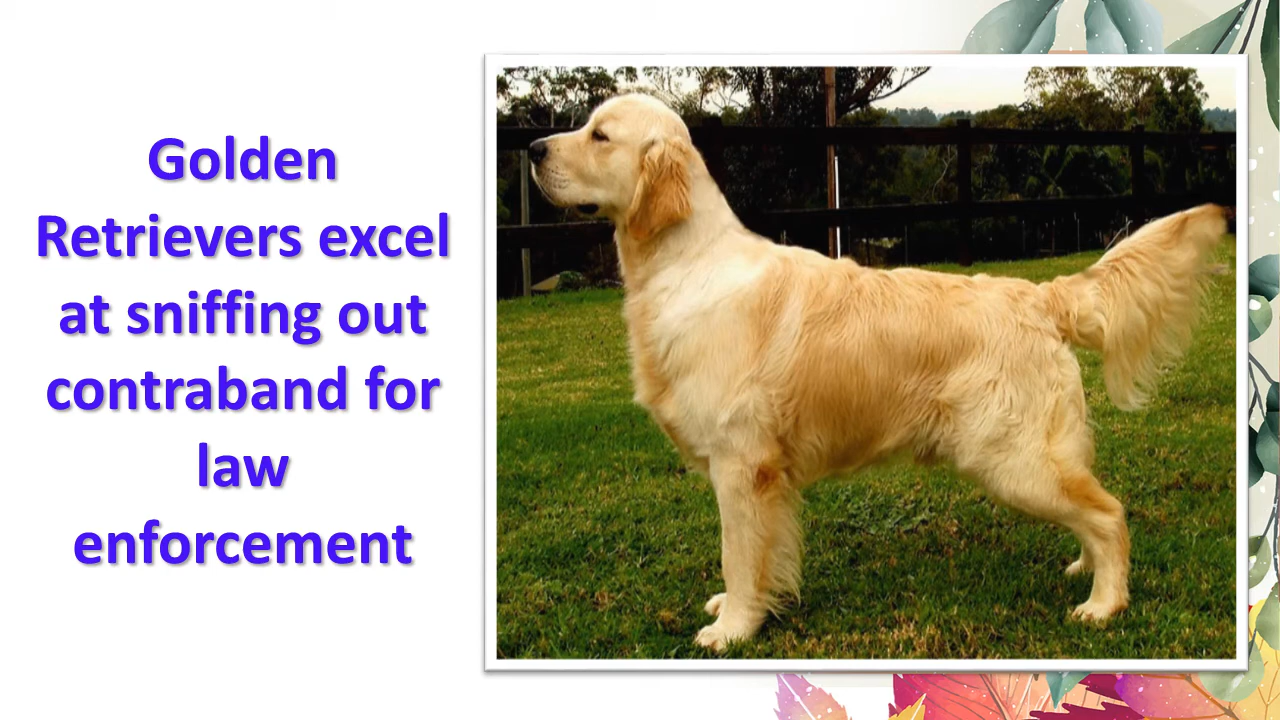 Golden
Retrievers excel
at sniffing out
contraband for
law
enforcement